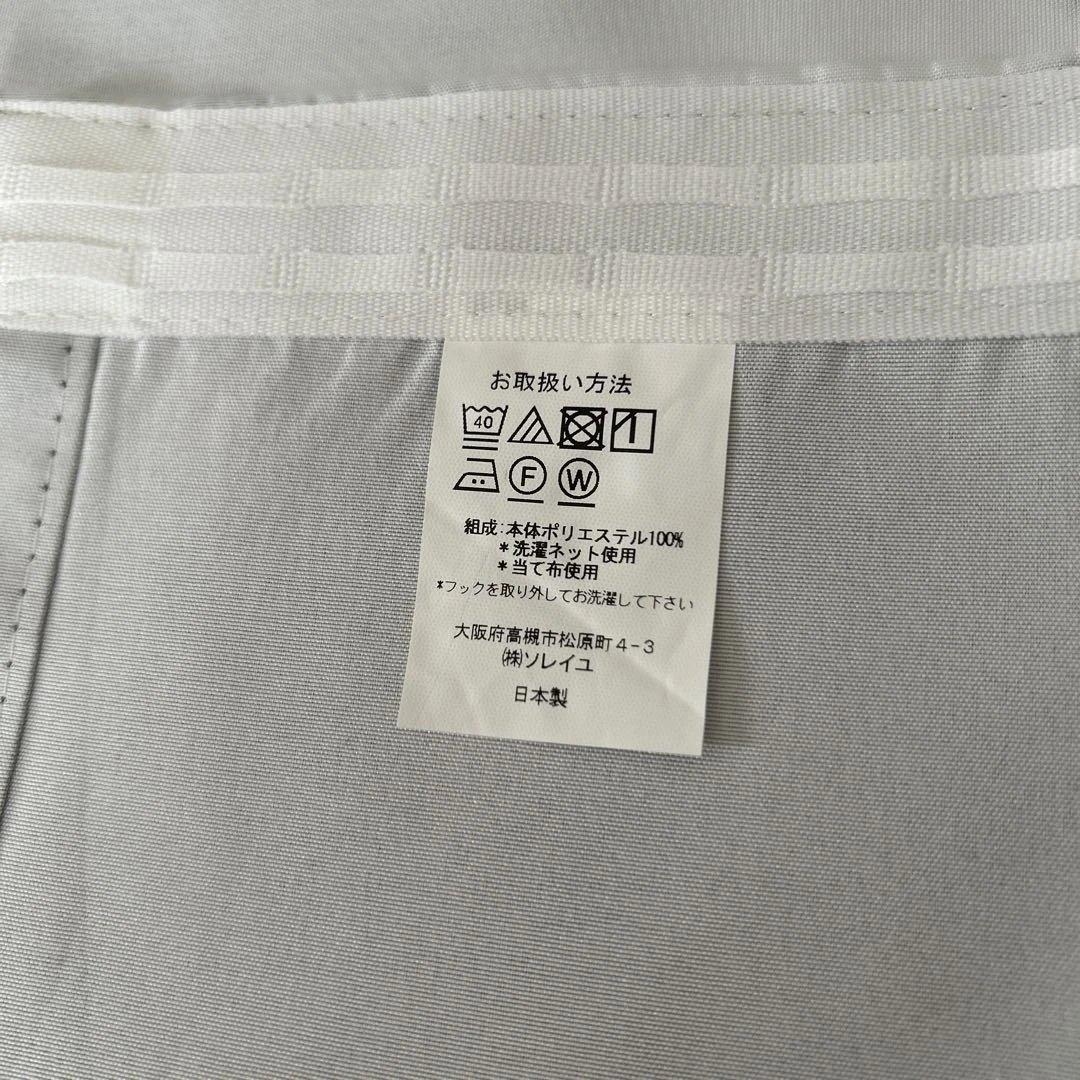 お取扱い方法
40
F W
組成:本体ポリエステル100%
*洗濯ネット使用
*当て布使用
*フックを取り外してお洗濯して下さい
大阪府高槻市松原町4-3
㈱ソレイユ
日本製